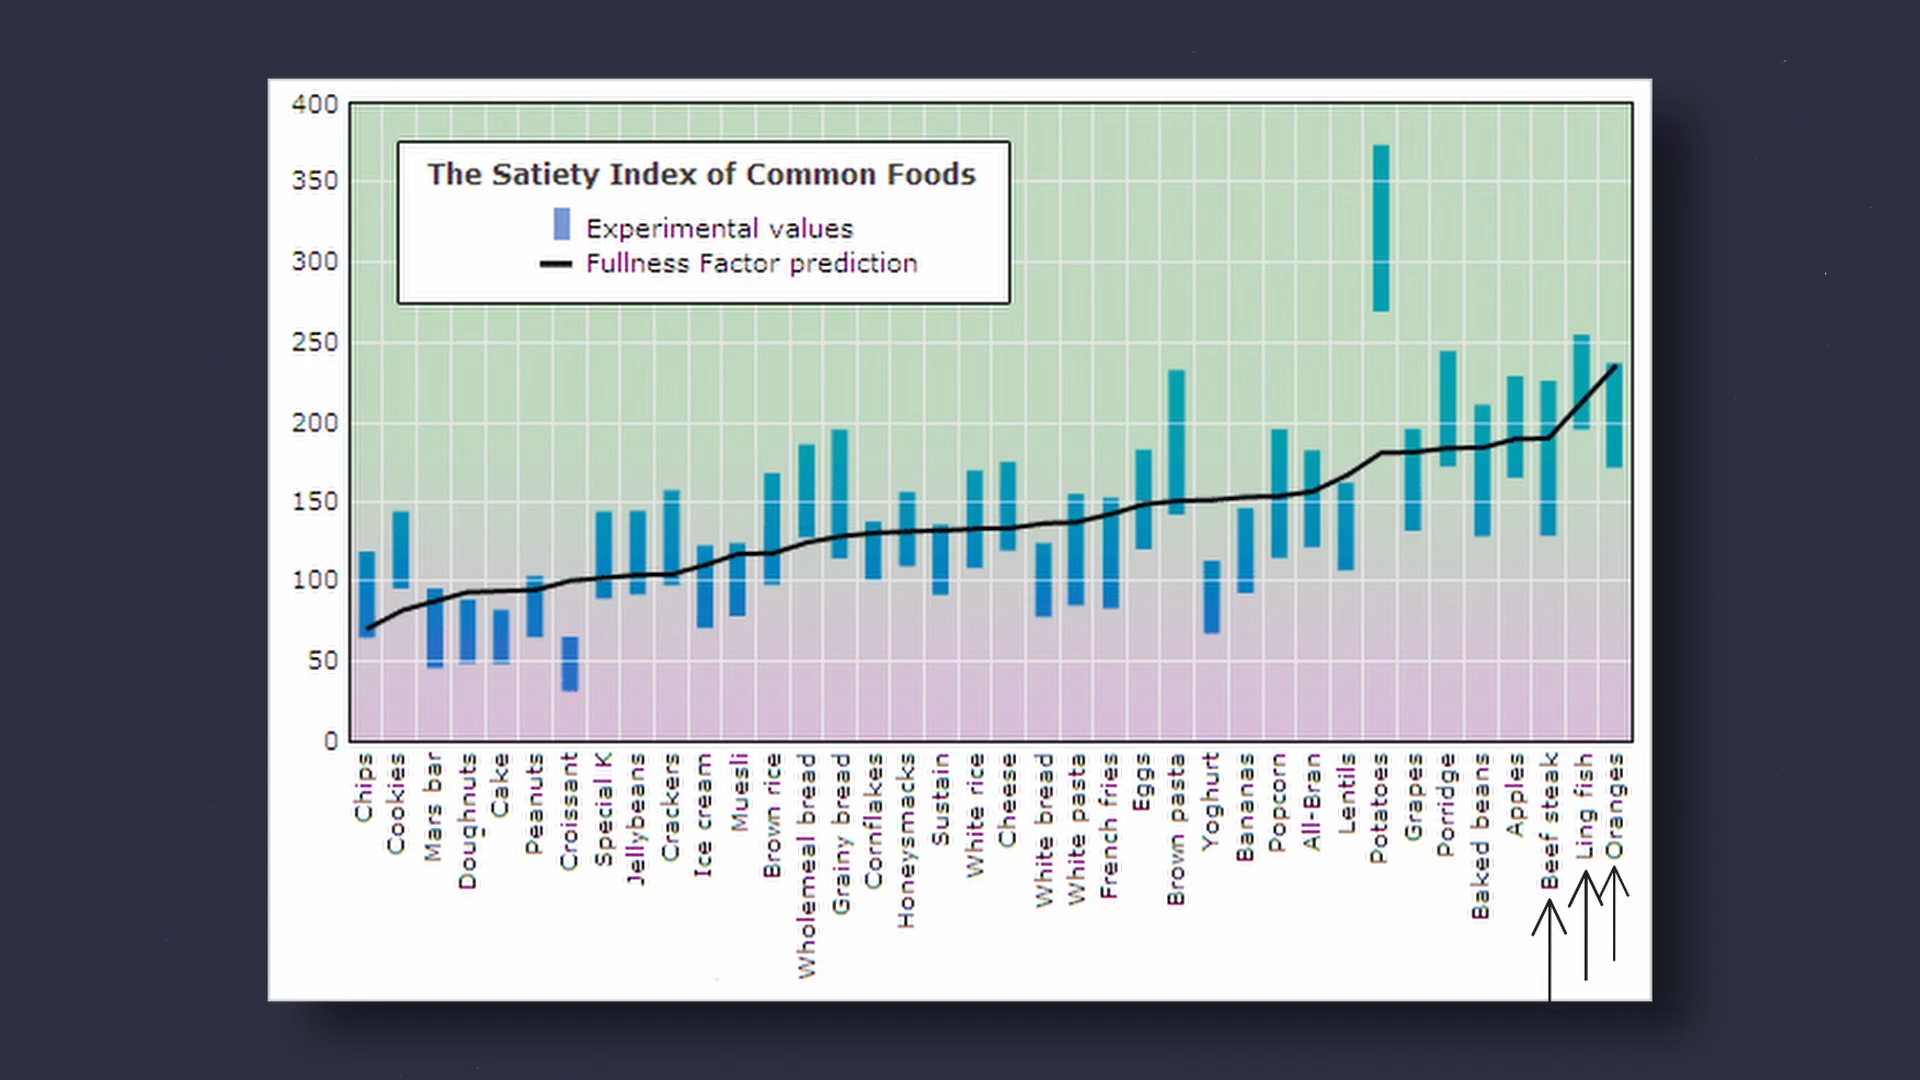 400
350
300
250
200
150
100
50
0
The Satiety Index of Common Foods
Experimental values
Fullness Factor prediction
Chips
Cookies
Mars bar
Doughnuts
Cake
Peanuts
Croissant
Special K
Jellybeans
Crackers
Ice cream
Muesli
Brown rice
Wholemeal bread
Grainy bread
Cornflakes
Honeysmacks
Sustain
White rice
Cheese
White bread
White pasta
French fries
Eggs
Brown pasta
Yoghurt
Bananas
Popcorn
All-Bran
Lentils
Potatoes
Grapes
Porridge
Baked beans
Apples
Beef steak
Ling fish
Oranges